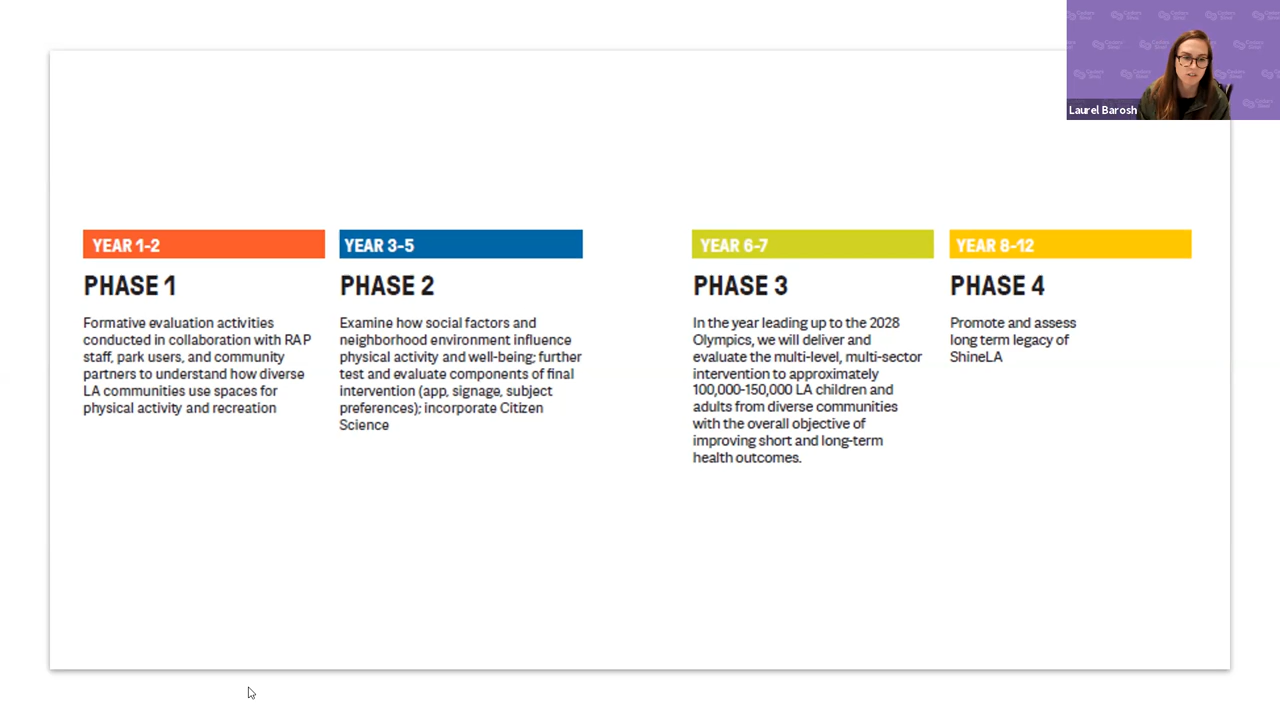 Laurel Barosh
YEAR 1-2
PHASE 1
Formative evaluation activities
conducted in collaboration with RAP
staff, park users, and community
partners to understand how diverse
LA communities use spaces for
physical activity and recreation
YEAR 3-5
PHASE 2
Examine how social factors and
neighborhood environment influence
physical activity and well-being; further
test and evaluate components of final
intervention (app, signage, subject
preferences); incorporate Citizen
Science
YEAR 6-7
PHASE 3
In the year leading up to the 2028
Olympics, we will deliver and
evaluate the multi-level, multi-sector
intervention to approximately
100,000-150,000 LA children and
adults from diverse communities
with the overall objective of
improving short and long-term
health outcomes.
YEAR 8-12
PHASE 4
Promote and assess
long term legacy of
ShineLA